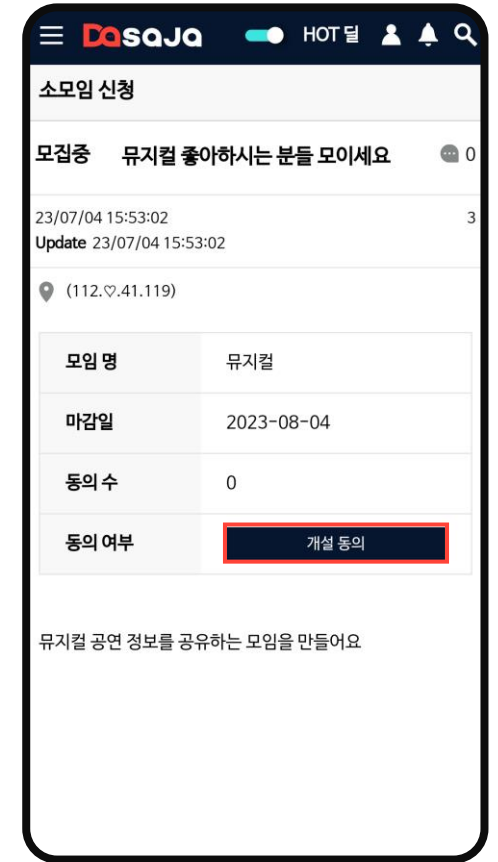 Dasaja HOT딜
소모임 신청
모집중 뮤지컬 좋아하시는 분들 모이세요 0
23/07/04 15:53:02 3
Update 23/07/04 15:53:02
(112.♡.41.119)
모임 명 뮤지컬
마감일 2023-08-04
동의 수 0
동의 여부 개설 동의
뮤지컬 공연 정보를 공유하는 모임을 만들어요